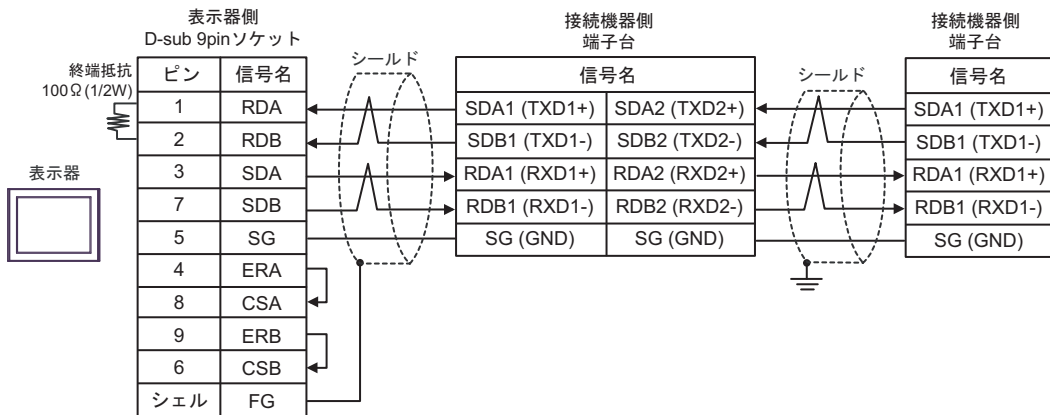 表示器側
D-sub 9pinソケット
終端抵抗
100Ω(1/2W)
表示器
ピン 信号名
1 RDA
2 RDB
3 SDA
7 SDB
5 SG
4 ERA
8 CSA
9 ERB
6 CSB
シェル FG
シールド
接続機器側
端子台
信号名
SDA1 (TXD1+) SDA2 (TXD2+)
SDB1 (TXD1-) SDB2 (TXD2-)
RDA1 (RXD1+) RDA2 (RXD2+)
RDB1 (RXD1-) RDB2 (RXD2-)
SG (GND) SG (GND)
シールド
接続機器側
端子台
信号名
SDA1 (TXD1+)
SDB1 (TXD1-)
RDA1 (RXD1+)
RDB1 (RXD1-)
SG (GND)